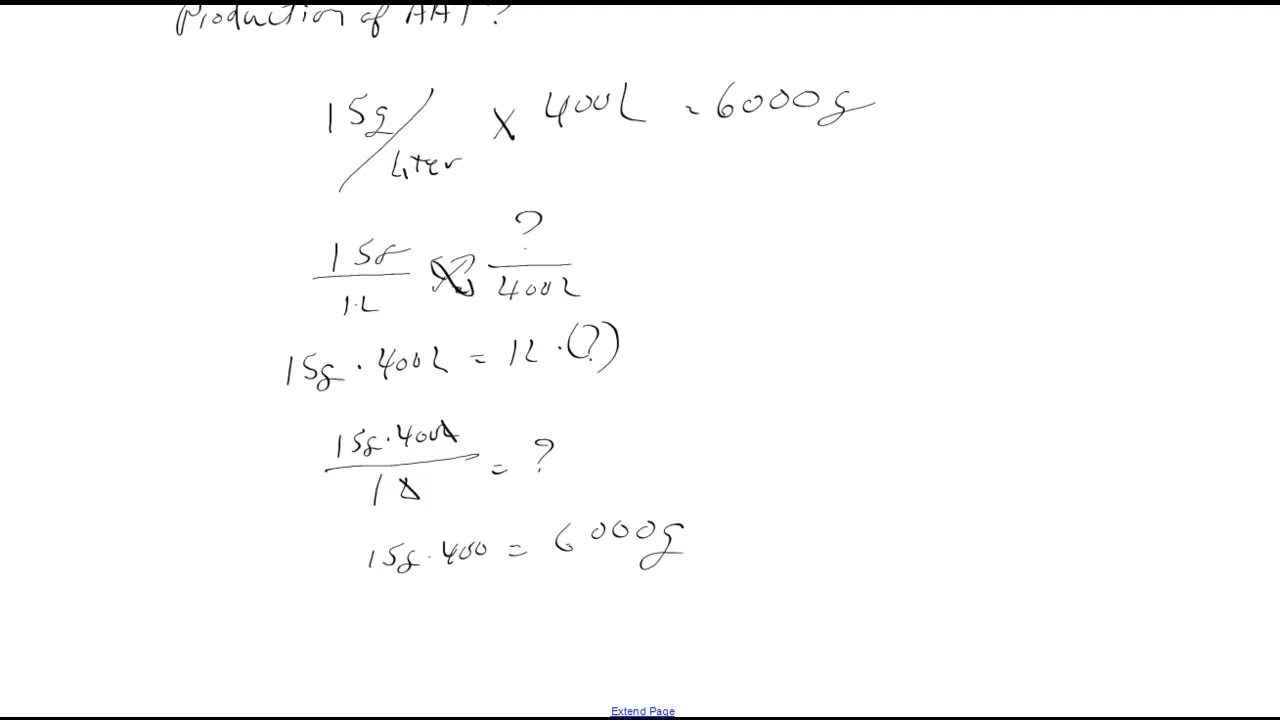 Production of AAT?
15g/Liter x 400L = 6000g
15g/1L = ?/400L
15g · 400L = 1L · (?)
15g·400L/1L = ?
15g · 400 = 6000g
Extend Page